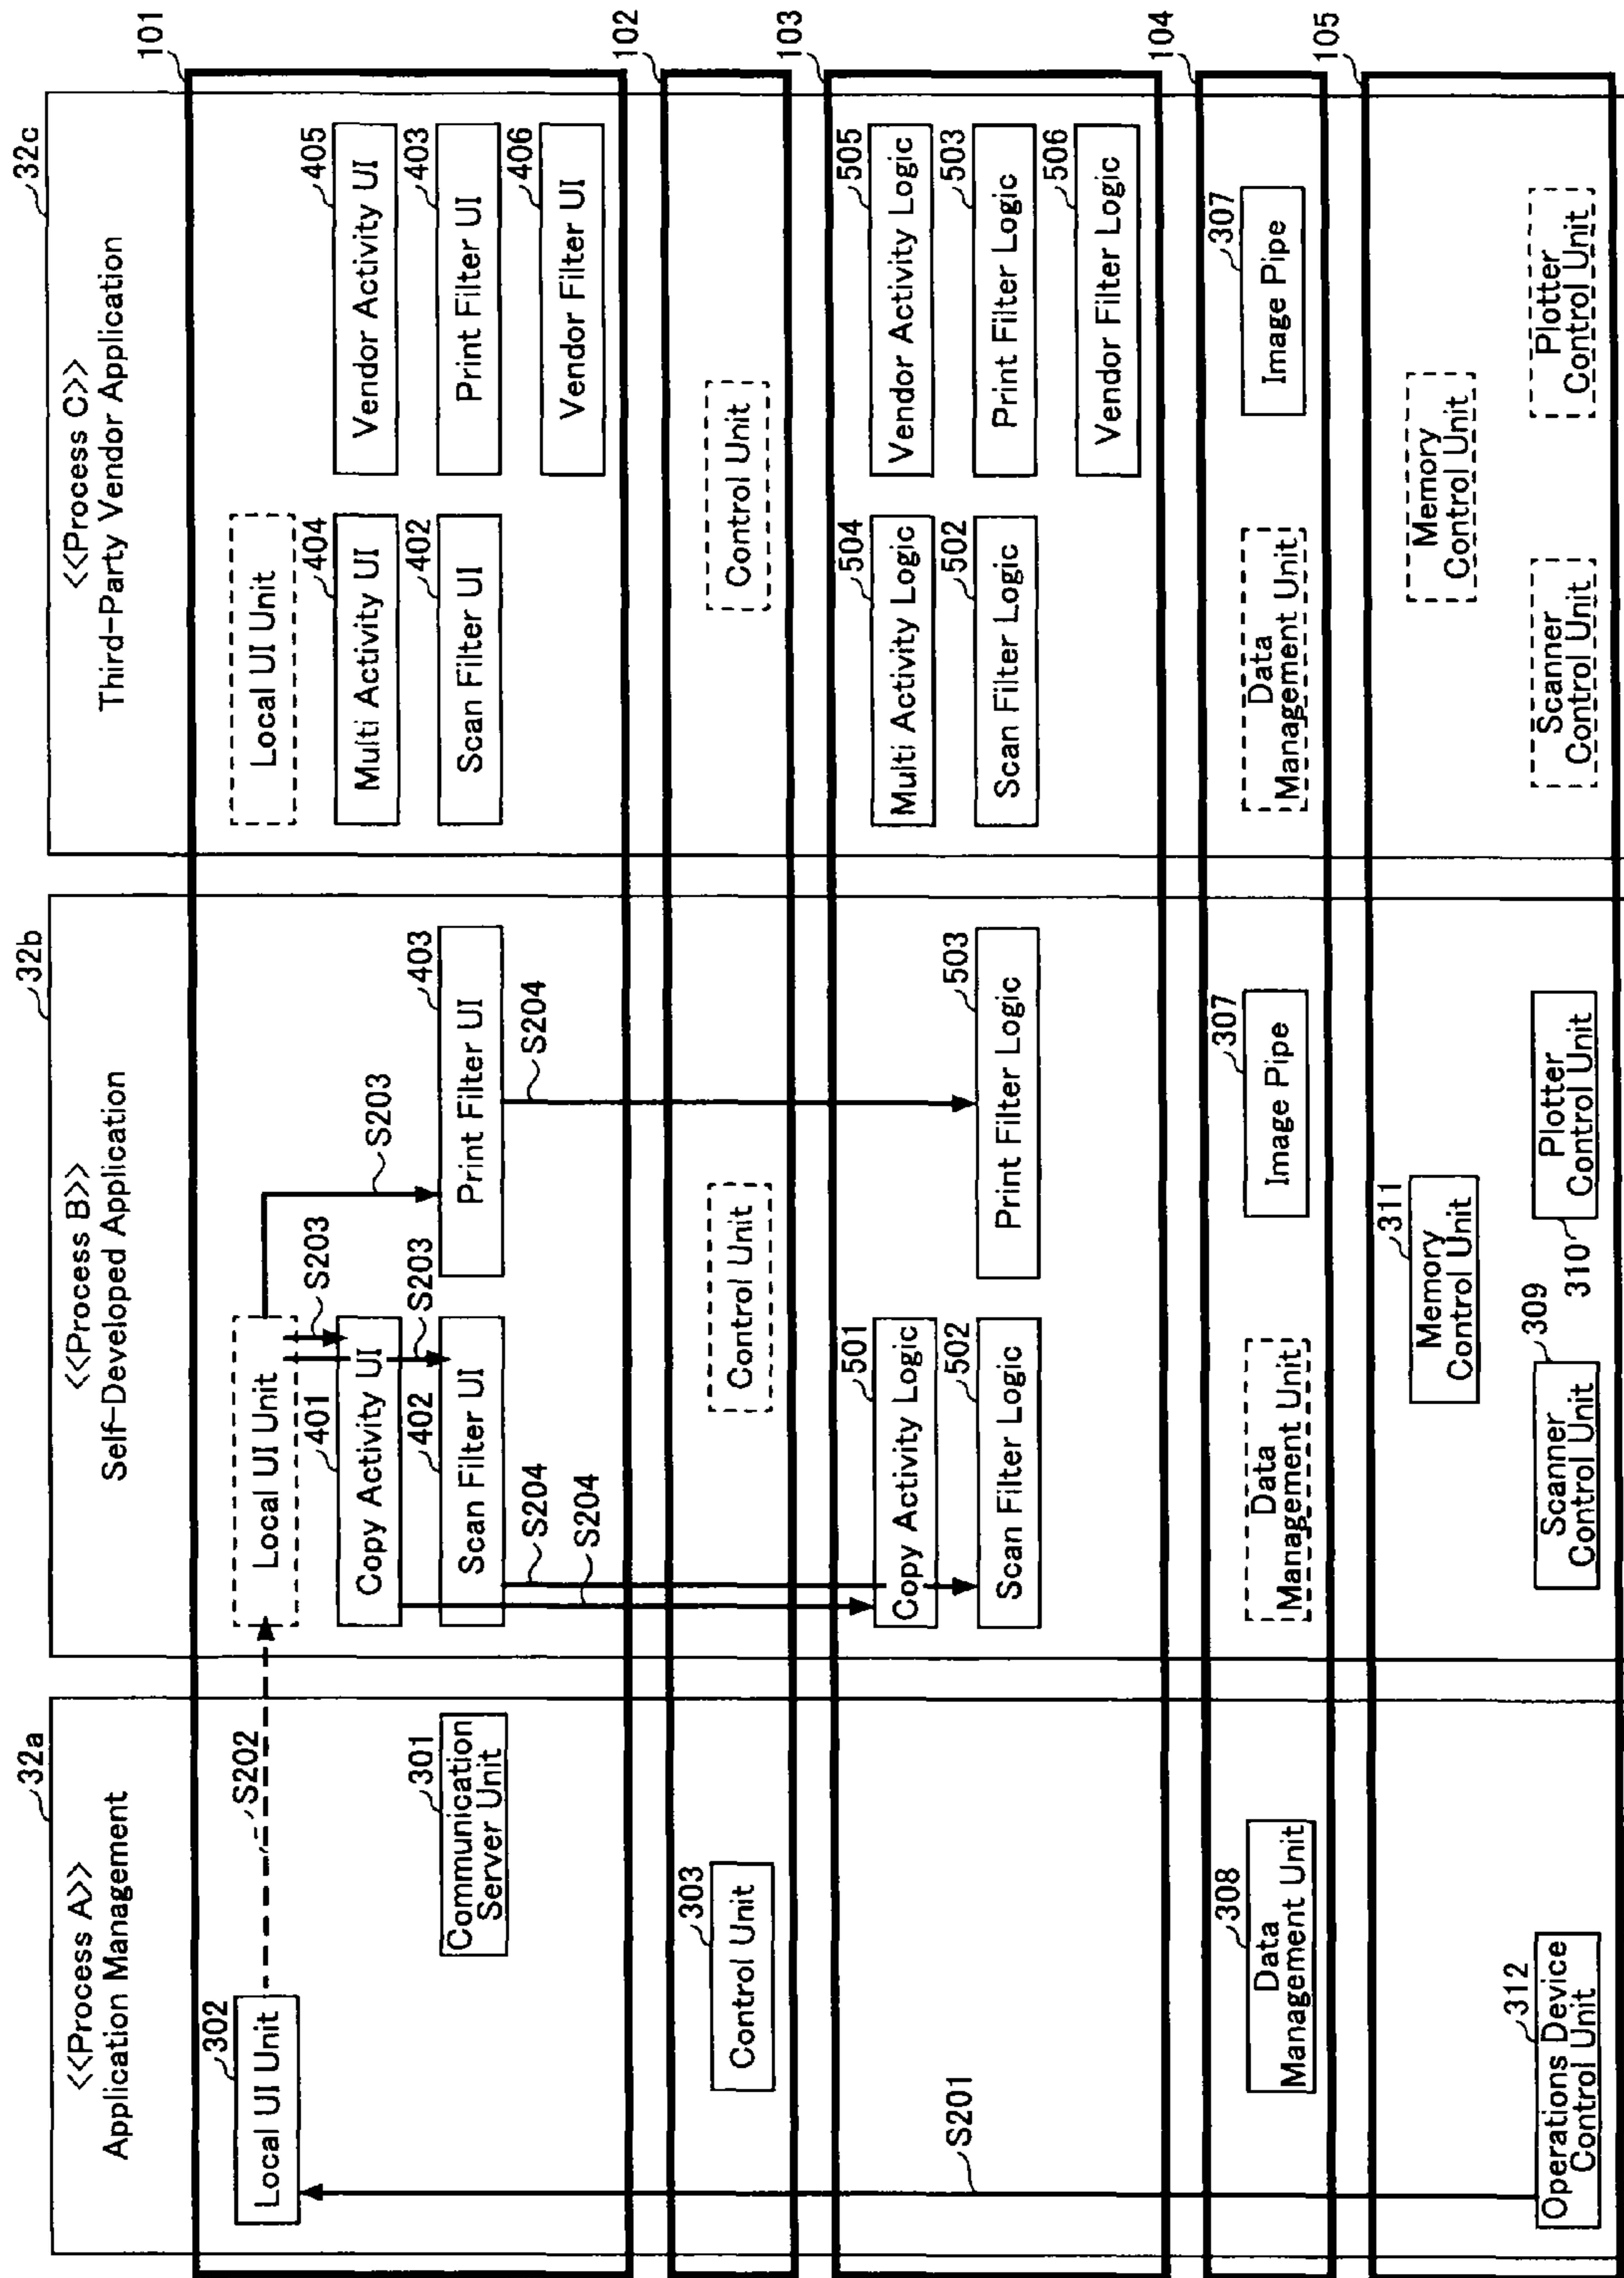 32a
<<Process A>>
Application Management
302
Local UI Unit
S202
301
Communication
Server Unit
303
Control Unit
S201
308
Data
Management Unit
312
Operations Device
Control Unit
32b
<<Process B>>
Self-Developed Application
Local UI Unit
S203
S203
401
Copy Activity UI
S203
402
Scan Filter UI
403
Print Filter UI
S204
S204
S204
Control Unit
501
Copy Activity Logic
502
Scan Filter Logic
503
Print Filter Logic
Data
Management Unit
307
Image Pipe
311
Memory
Control Unit
309
Scanner
Control Unit
310
Plotter
Control Unit
32c
<<Process C>>
Third-Party Vendor Application
Local UI Unit
404
Multi Activity UI
405
Vendor Activity UI
402
Scan Filter UI
403
Print Filter UI
406
Vendor Filter UI
Control Unit
504
Multi Activity Logic
505
Vendor Activity Logic
502
Scan Filter Logic
503
Print Filter Logic
506
Vendor Filter Logic
Data
Management Unit
307
Image Pipe
Memory
Control Unit
Scanner
Control Unit
Plotter
Control Unit
101
102
103
104
105